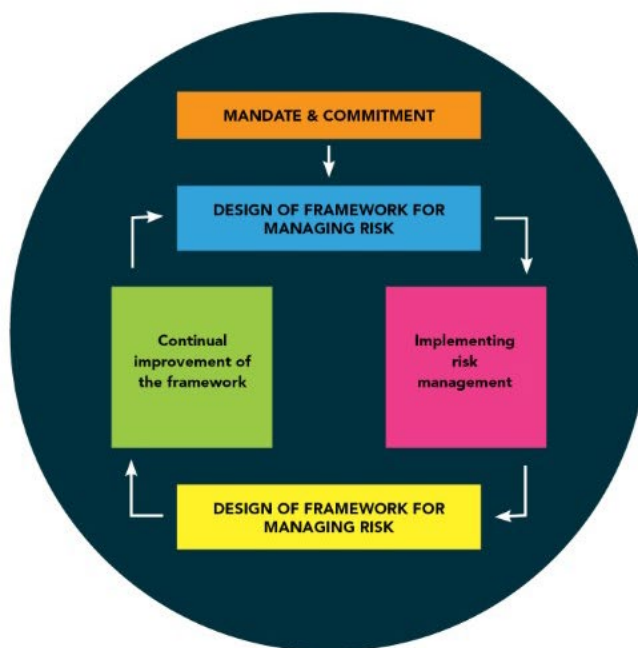 MANDATE & COMMITMENT
DESIGN OF FRAMEWORK FOR
MANAGING RISK
Continual
improvement of
the framework
Implementing
risk
management
DESIGN OF FRAMEWORK FOR
MANAGING RISK